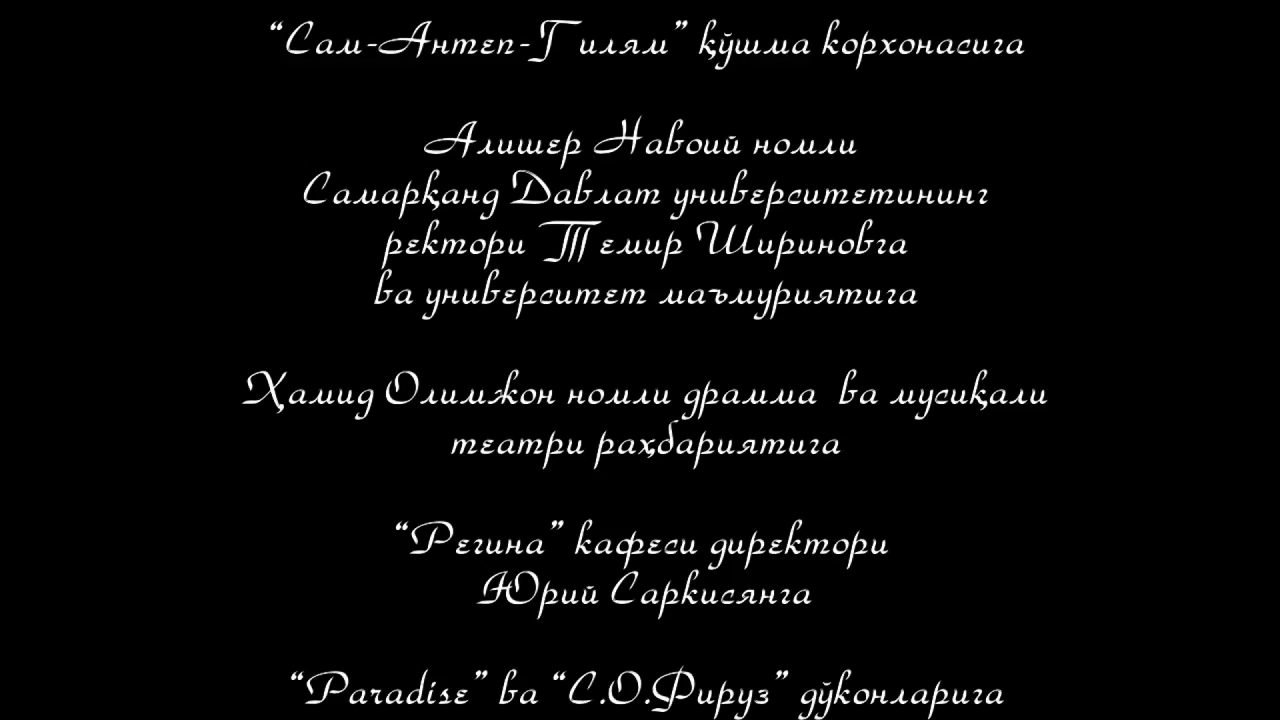 “Сам-Антеп-Гилям” қўшма корхонасига
Алишер Навоий номли
Самарқанд Давлат университетининг
ректори Темир Шириновга
ва университет маъмуриятига
Ҳамид Олимжон номли драмма ва мусиқали
театри раҳбариятига
“Регина” кафеси директори
Юрий Саркисянга
“Paradise” ва “С.О.Фируз” дўконларига